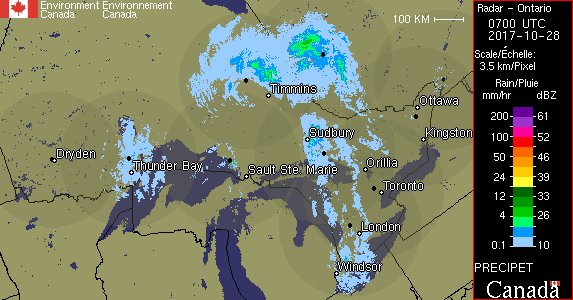 Environment Environnement
Canada Canada
100 KM
Timmins
Ottawa
Sudbury
Kingston
Dryden
Thunder Bay
Sault Ste. Marie
Orillia
Toronto
London
Windsor
Radar - Ontario
0700 UTC
2017-10-28
Scale/Échelle:
3.5 km/Pixel
Rain/Pluie
mm/hr dBZ
200 61
100 52
50 46
24 39
12 33
4 26
0.1 10
PRECIPET
Canada